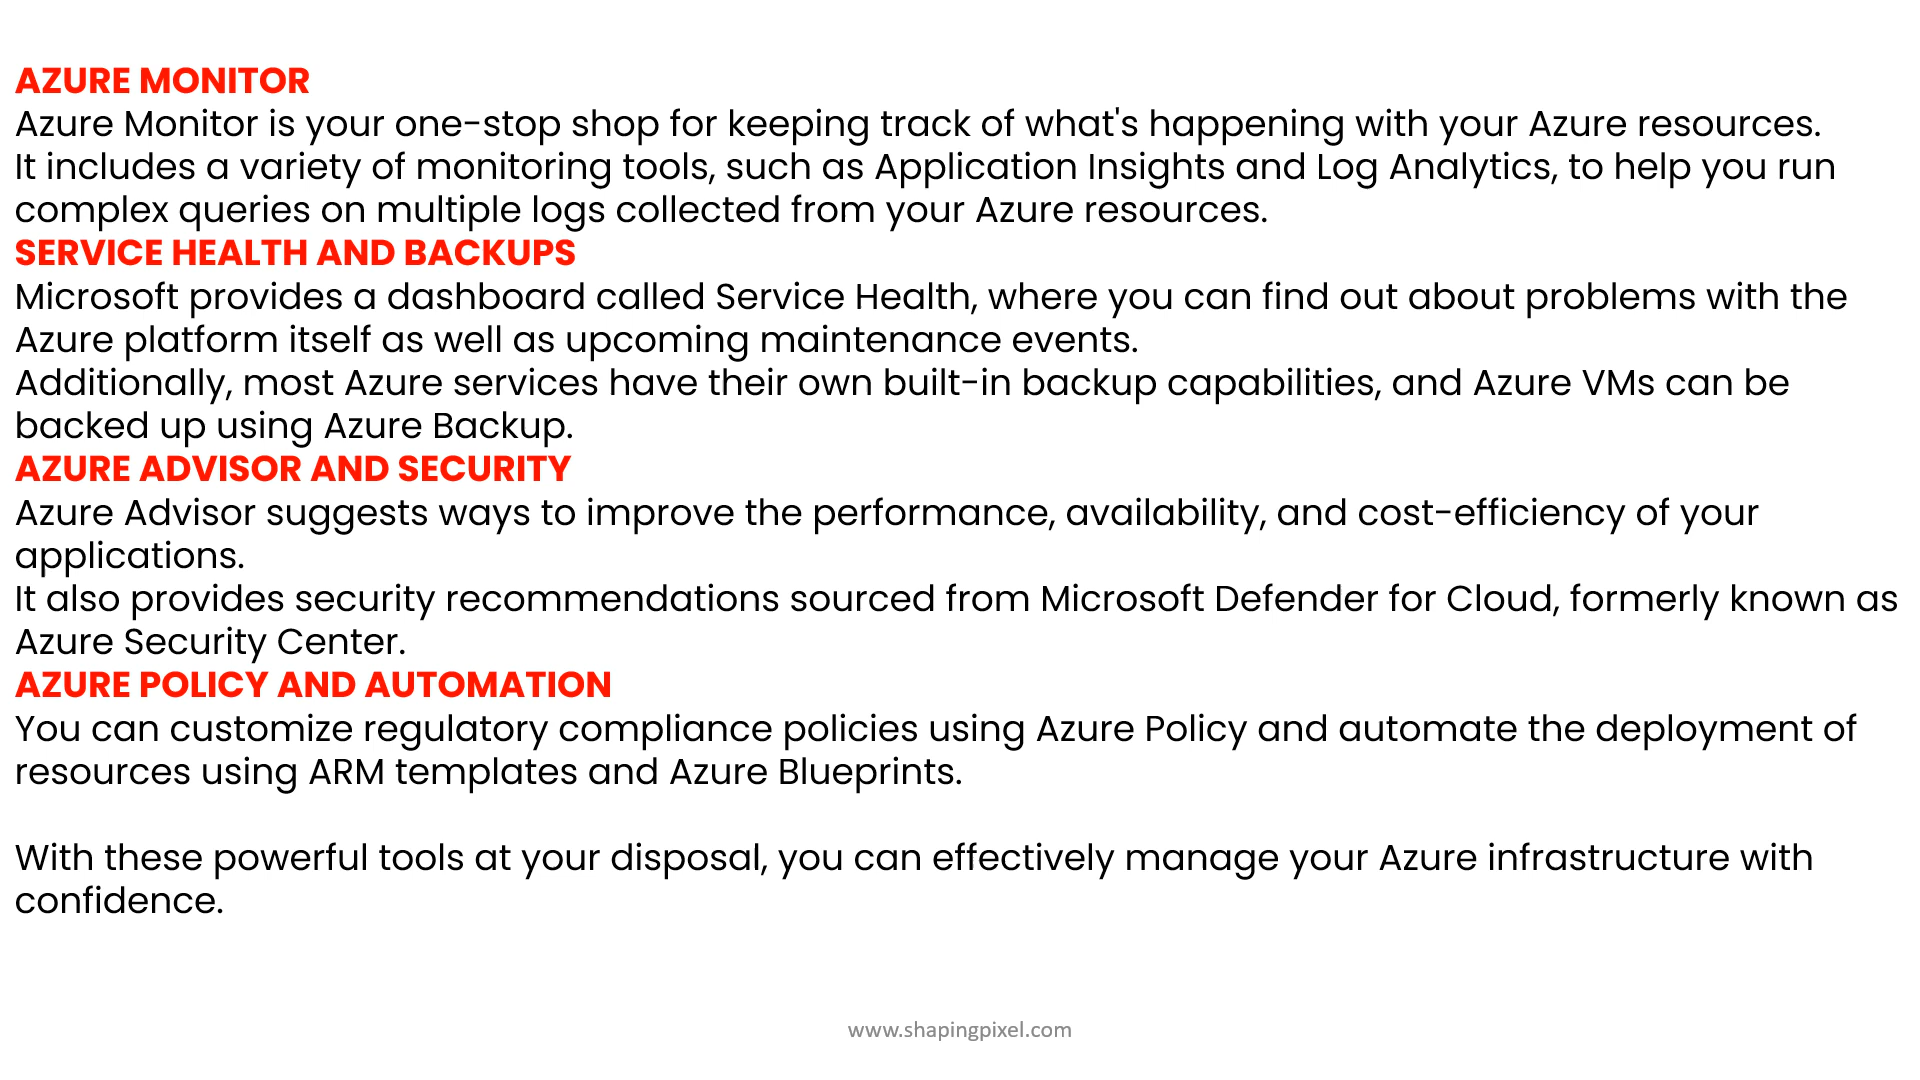 AZURE MONITOR
Azure Monitor is your one-stop shop for keeping track of what's happening with your Azure resources.
It includes a variety of monitoring tools, such as Application Insights and Log Analytics, to help you run
complex queries on multiple logs collected from your Azure resources.
SERVICE HEALTH AND BACKUPS
Microsoft provides a dashboard called Service Health, where you can find out about problems with the
Azure platform itself as well as upcoming maintenance events.
Additionally, most Azure services have their own built-in backup capabilities, and Azure VMs can be
backed up using Azure Backup.
AZURE ADVISOR AND SECURITY
Azure Advisor suggests ways to improve the performance, availability, and cost-efficiency of your
applications.
It also provides security recommendations sourced from Microsoft Defender for Cloud, formerly known as
Azure Security Center.
AZURE POLICY AND AUTOMATION
You can customize regulatory compliance policies using Azure Policy and automate the deployment of
resources using ARM templates and Azure Blueprints.
With these powerful tools at your disposal, you can effectively manage your Azure infrastructure with
confidence.
www.shapingpixel.com